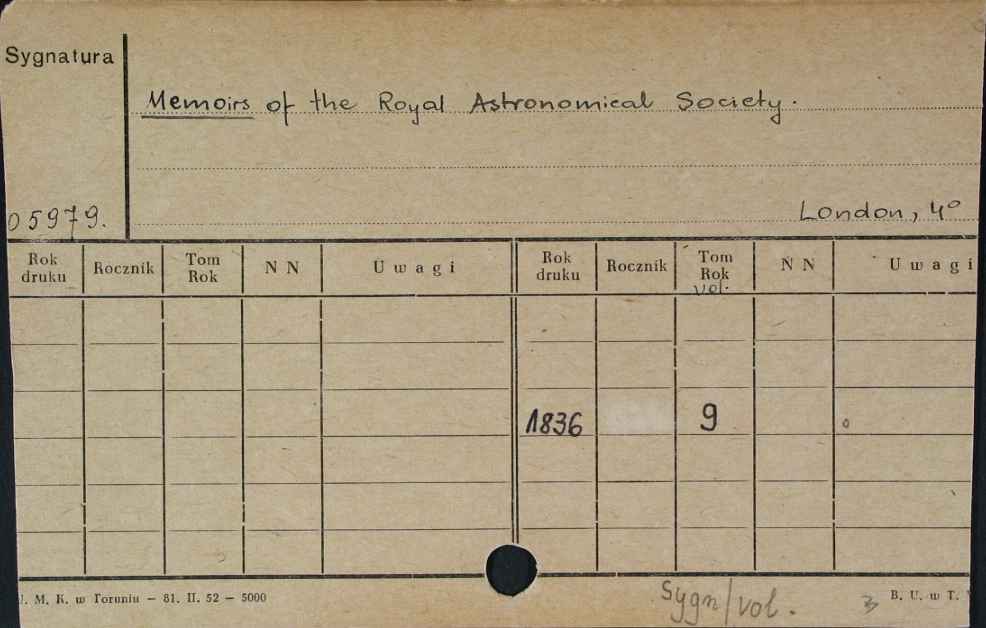 Sygnatura
Memoirs of the Royal Astronomical Society.
London, 4°
05979.
Rok druku Rocznik Tom Rok N N Uwagi Rok druku Rocznik Tom Rok vol. N N Uwagi
1836 9
. M. K. w Toruniu – 81. II. 52 – 5000
Sygn/vol.
B. U. w T.